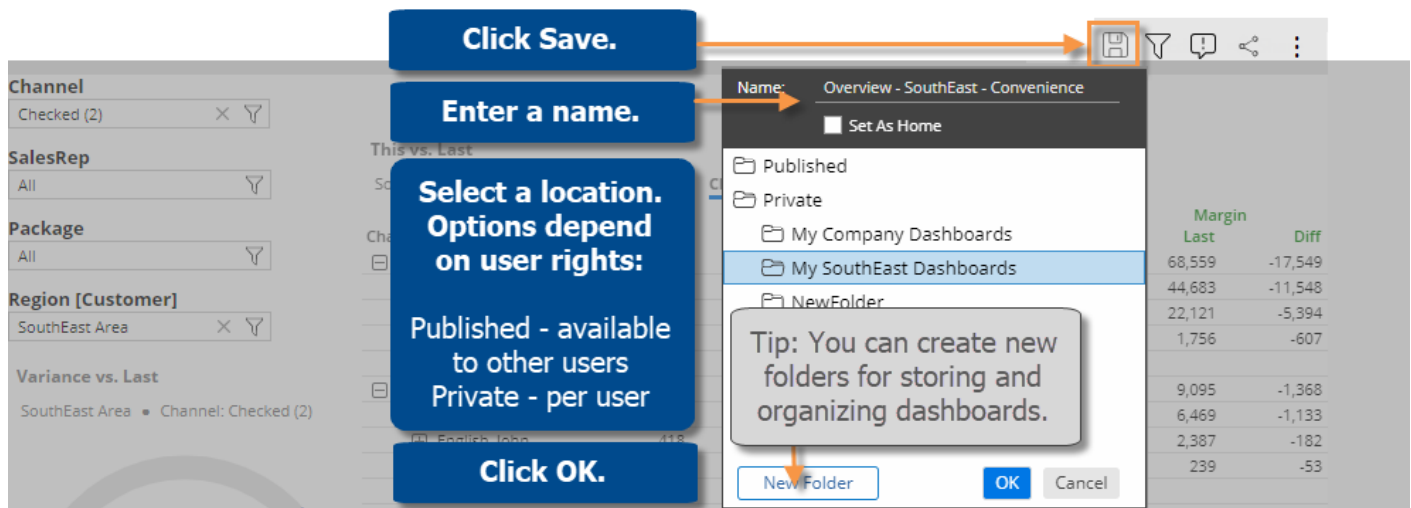 Click Save.
Name: Overview - SouthEast - Convenience
Channel
Checked (2)
Enter a name.
Set As Home
SalesRep
All
This vs. Last
Published
Select a location.
Options depend
on user rights:
Published - available
to other users
Private - per user
Private
My Company Dashboards
My SouthEast Dashboards
NewFolder
Package
All
Region [Customer]
SouthEast Area
Variance vs. Last
SouthEast Area • Channel: Checked (2)
Margin
Last Diff
68,559 -17,549
44,683 -11,548
22,121 -5,394
1,756 -607
9,095 -1,368
6,469 -1,133
2,387 -182
239 -53
Tip: You can create new
folders for storing and
organizing dashboards.
English, John 418
Click OK.
New Folder OK Cancel